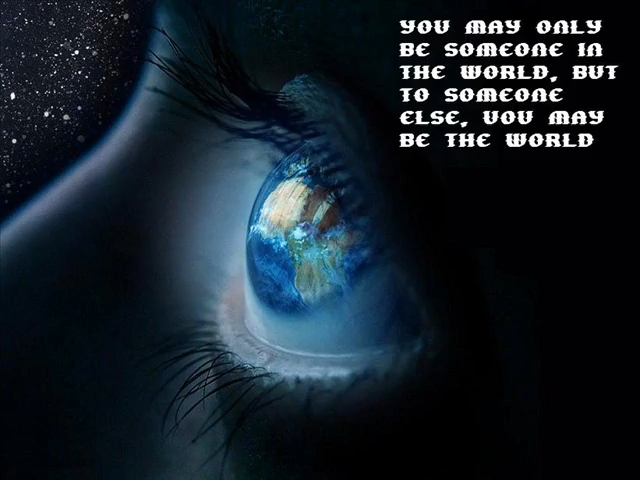 YOU MAY ONLY
BE SOMEONE IN
THE WORLD, BUT
TO SOMEONE
ELSE, YOU MAY
BE THE WORLD